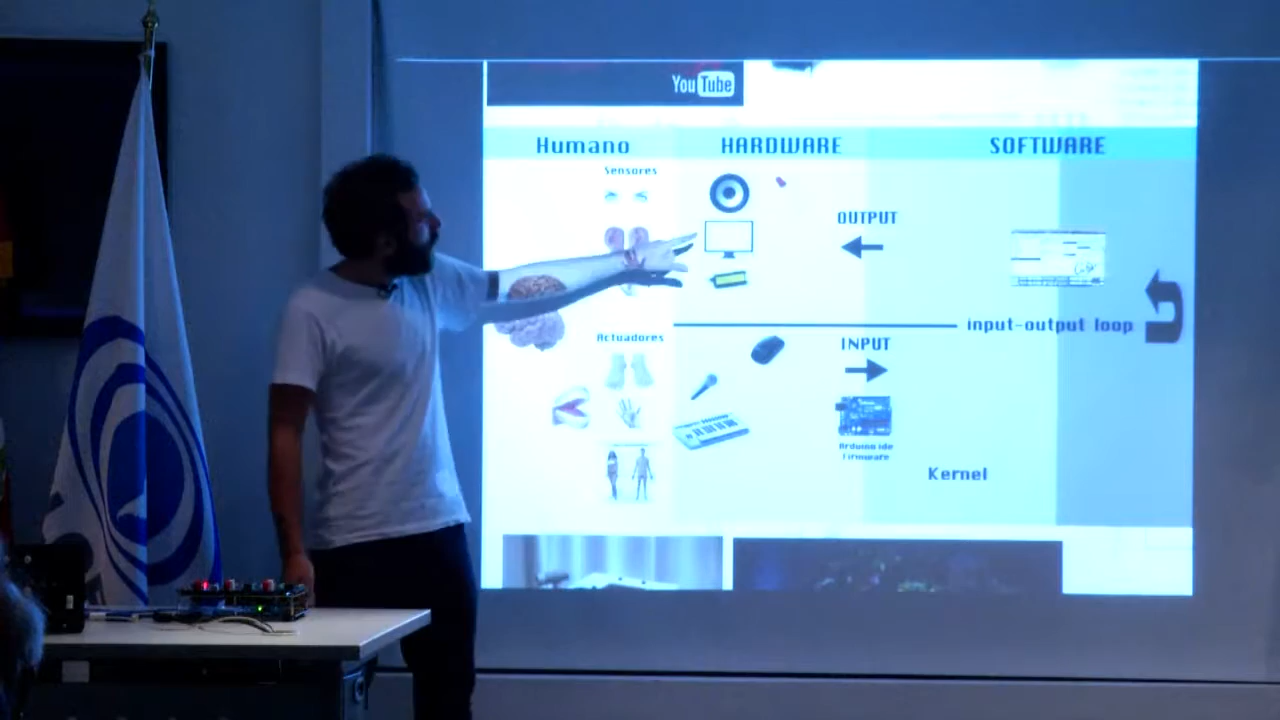 YouTube
Humano
HARDWARE
SOFTWARE
Sensores
OUTPUT
input-output loop
Actuadores
INPUT
Arduino ide
firmware
Kernel